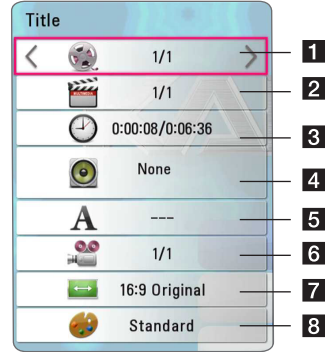 Title
1/1 1
1/1 2
0:00:08/0:06:36 3
None 4
A --- 5
1/1 6
16:9 Original 7
Standard 8